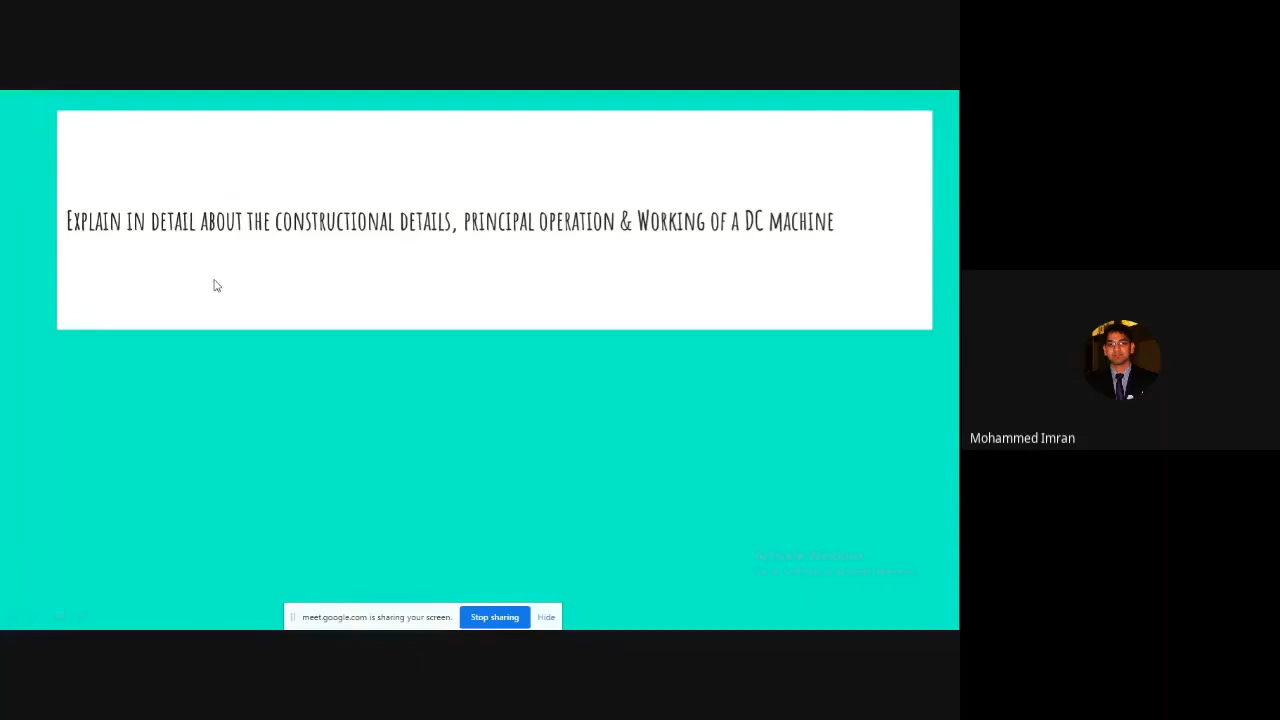 Explain in detail about the constructional details, principal operation & Working of a DC machine
Mohammed Imran
meet.google.com is sharing your screen.
Stop sharing
Hide